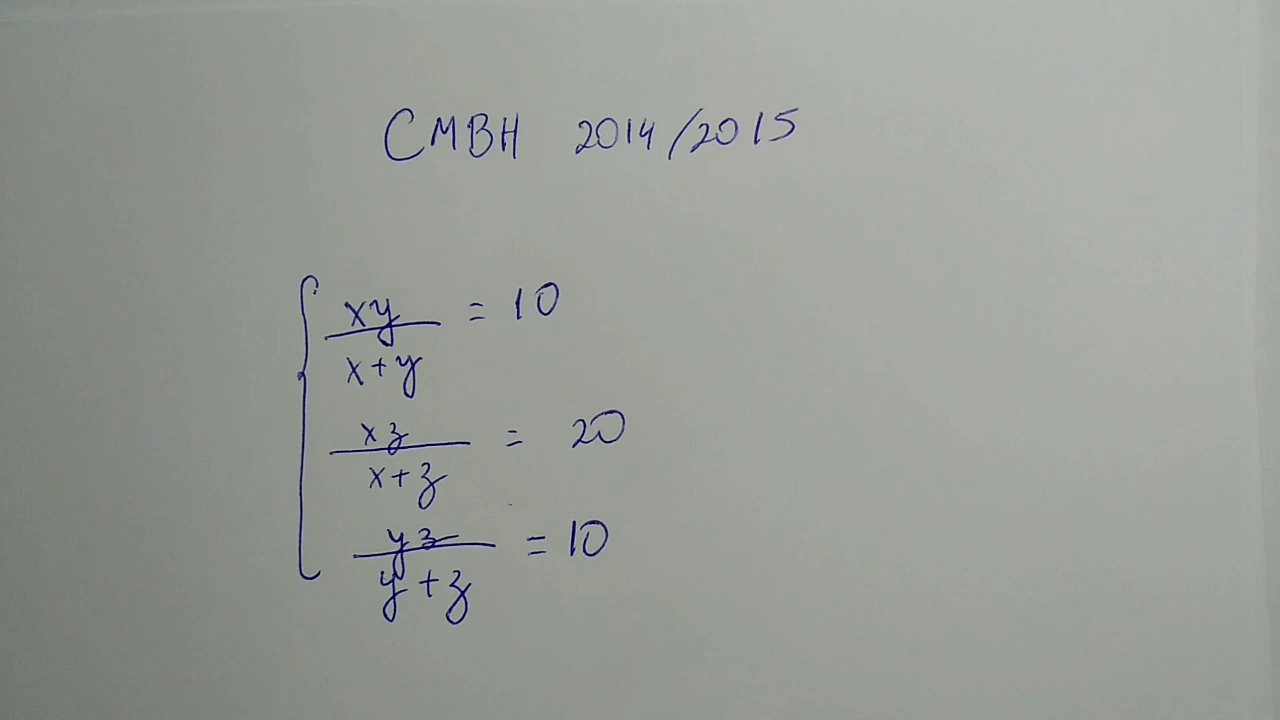 CMBH 2014/2015
xy
x+y
= 10
xz
x+z
= 20
yz
y+z
= 10